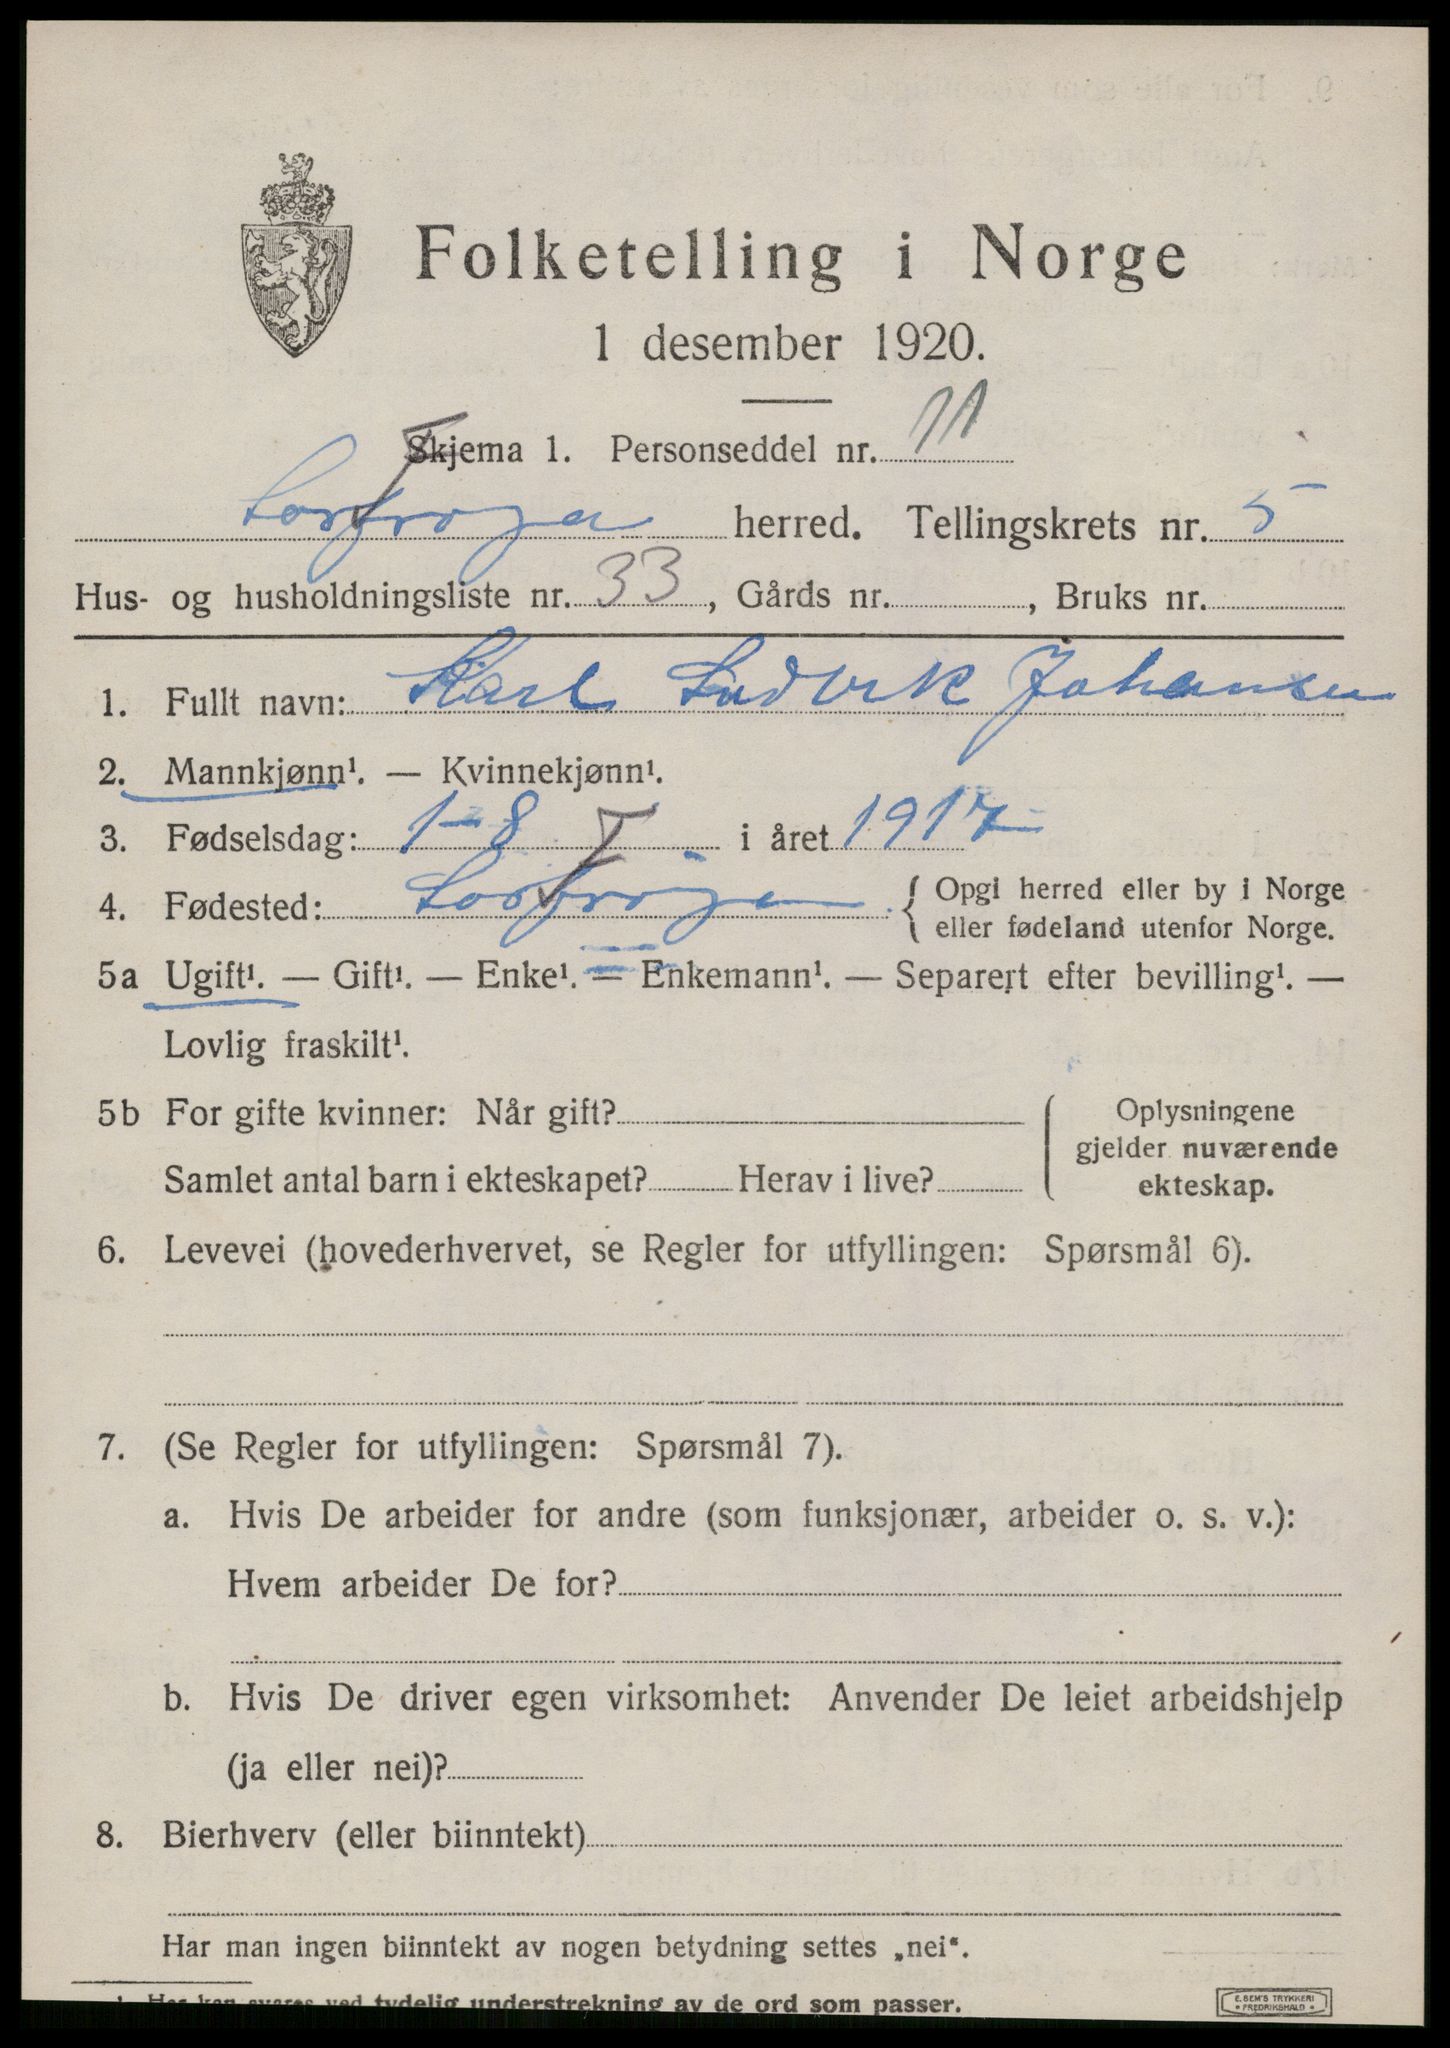 Folketelling i Norge
1 desember 1920.
Skjema 1. Personseddel nr. 11
Sørfrøya herred. Tellingskrets nr. 5
Hus- og husholdningsliste nr. 33, Gårds nr. , Bruks nr.
1. Fullt navn: Karl Ludvik Johansen
2. Mannkjønn¹. — Kvinnekjønn¹.
3. Fødselsdag: 1-8 i året 1917
4. Fødested: Sørfrøya { Opgi herred eller by i Norge
eller fødeland utenfor Norge.
5a Ugift¹. — Gift¹. — Enke¹. — Enkemann¹. — Separert efter bevilling¹. —
Lovlig fraskilt¹.
5b For gifte kvinner: Når gift? Oplysningene
gjelder nuværende
Samlet antal barn i ekteskapet? Herav i live? ekteskap.
6. Levevei (hovederhvervet, se Regler for utfyllingen: Spørsmål 6).
7. (Se Regler for utfyllingen: Spørsmål 7).
a. Hvis De arbeider for andre (som funksjonær, arbeider o. s. v.):
Hvem arbeider De for?
b. Hvis De driver egen virksomhet: Anvender De leiet arbeidshjelp
(ja eller nei)?
8. Bierhverv (eller biinntekt)
Har man ingen biinntekt av nogen betydning settes „nei“.
¹ Her kan svares ved tydelig understrekning av de ord som passer.
E. SEM'S TRYKKERI
• FREDRIKSHALD •